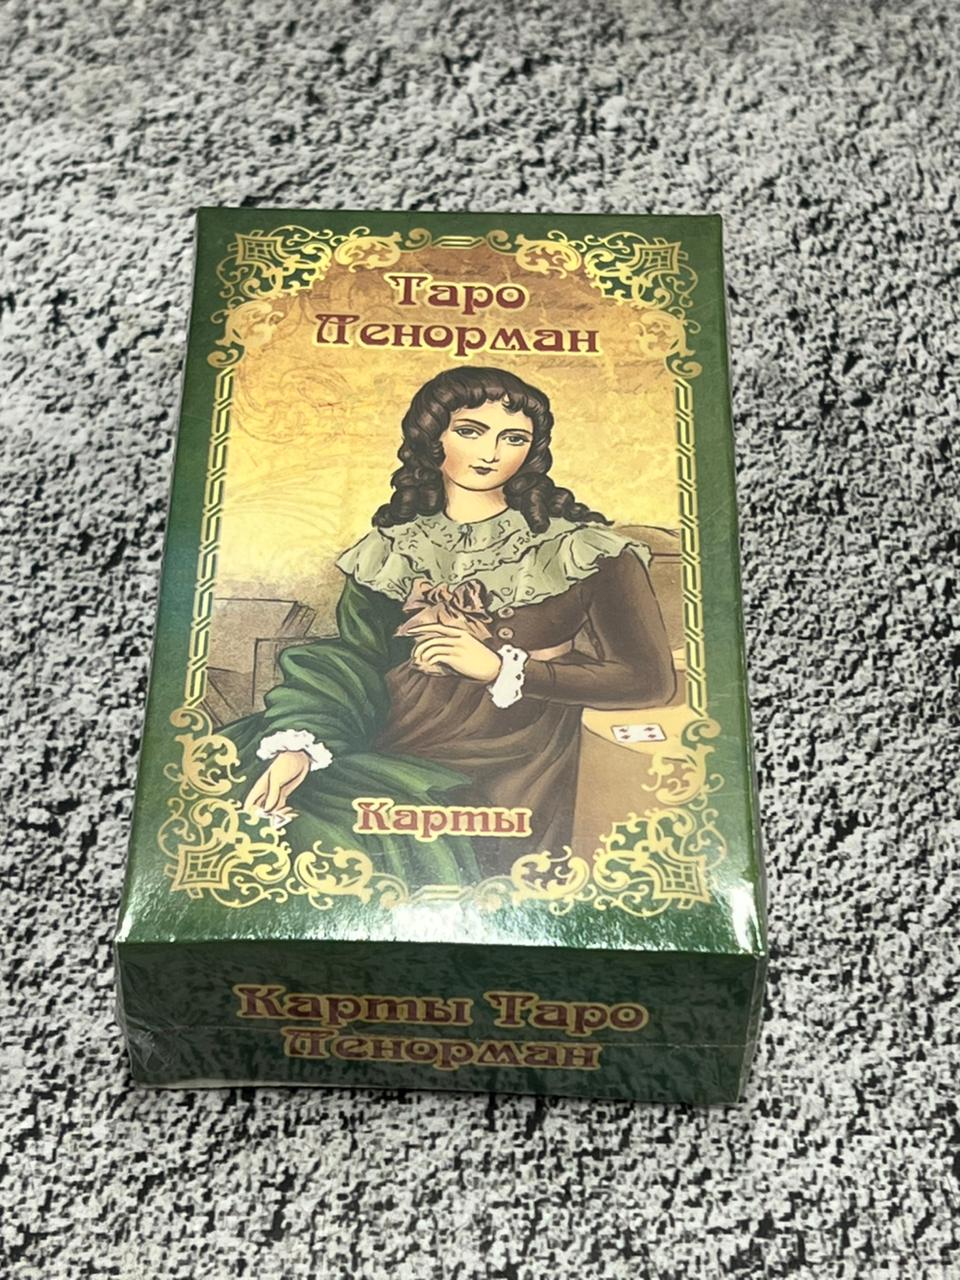 Таро
Ленорман
Карты
Карты Таро
Ленорман